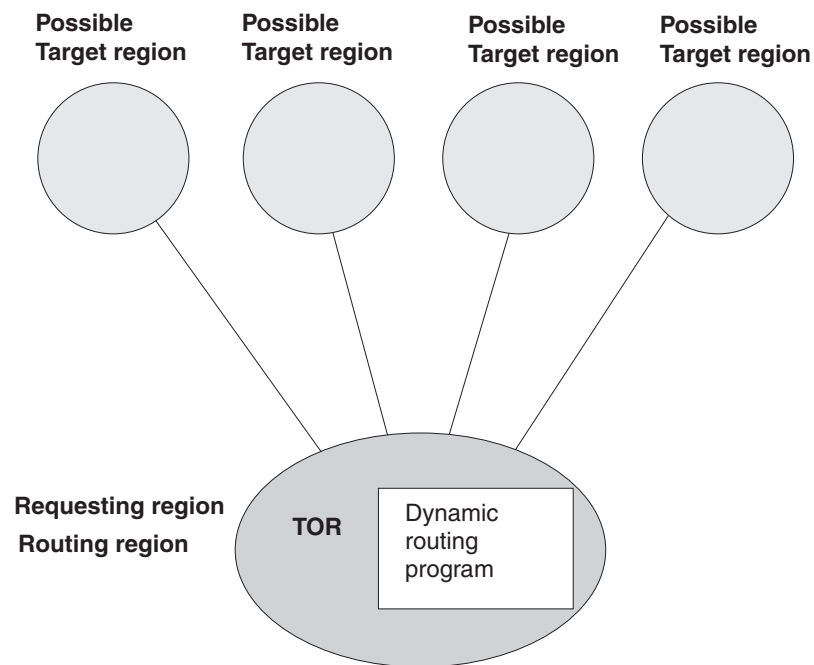 Possible
Target region
Possible
Target region
Possible
Target region
Possible
Target region
Requesting region
Routing region
TOR
Dynamic
routing
program